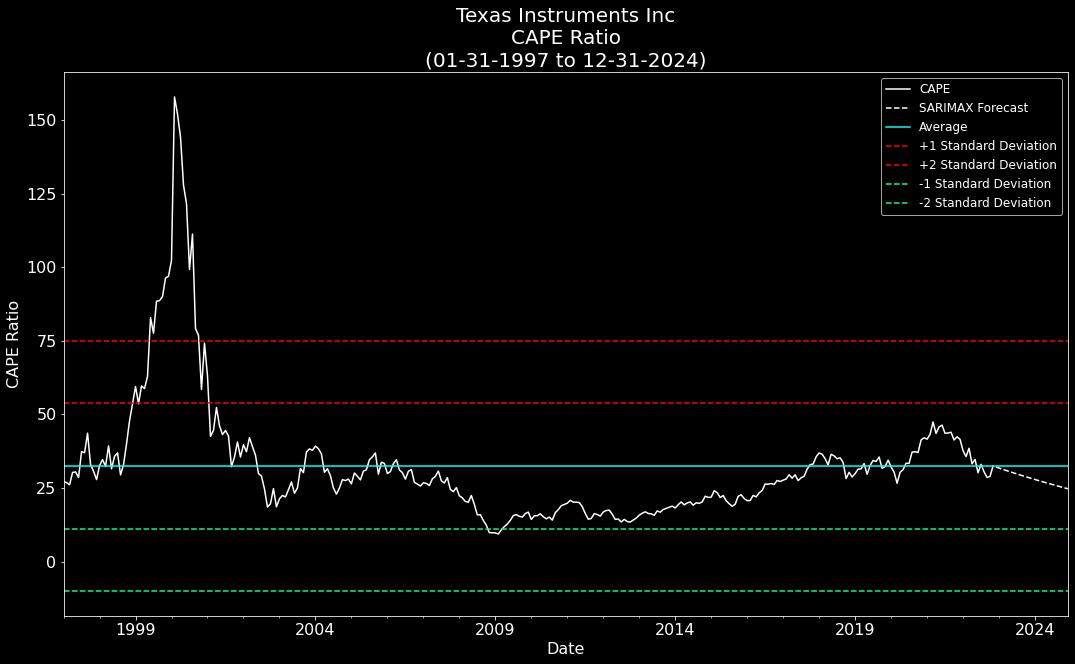 Texas Instruments Inc
CAPE Ratio
(01-31-1997 to 12-31-2024)
CAPE
SARIMAX Forecast
Average
+1 Standard Deviation
+2 Standard Deviation
-1 Standard Deviation
-2 Standard Deviation
CAPE Ratio
150
125
100
75
50
25
0
1999 2004 2009 2014 2019 2024
Date